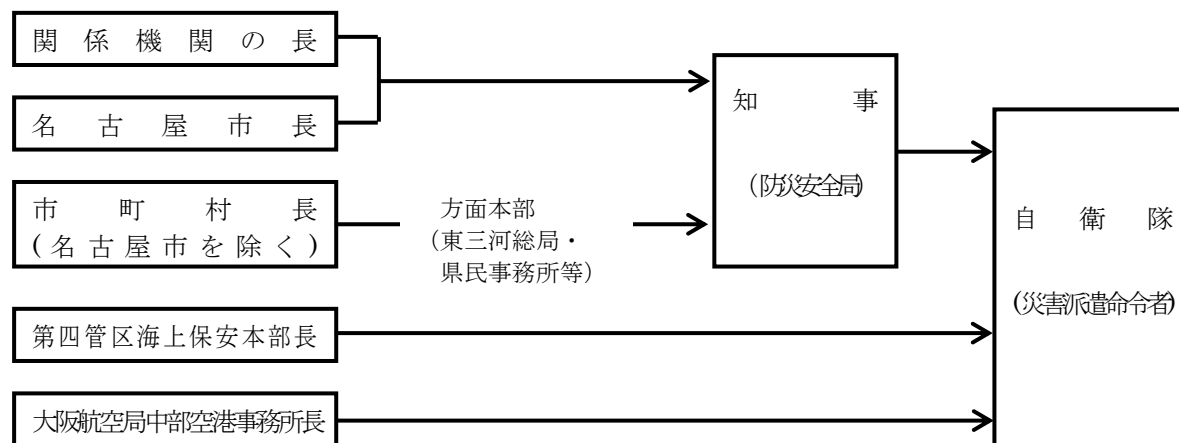 関係機関の長
名古屋市長
市町村長
(名古屋市を除く)
方面本部
(東三河総局・
県民事務所等)
第四管区海上保安本部長
大阪航空局中部空港事務所長
知事
(防災安全局)
自衛隊
(災害派遣命令者)